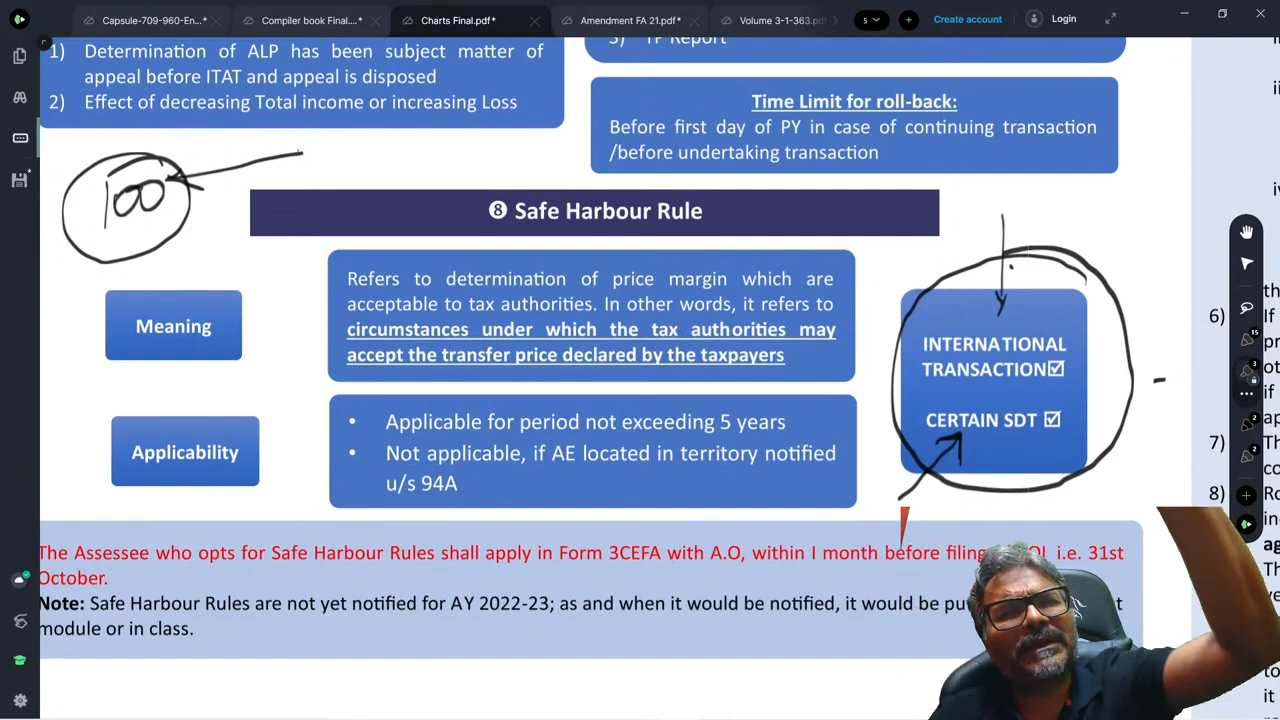 Capsule-709-960-En...*
Compiler book Final....*
Charts Final.pdf*
Amendment FA 21.pdf*
Volume 3-1-363.pd
5
Create account
Login
1) Determination of ALP has been subject matter of
appeal before ITAT and appeal is disposed
2) Effect of decreasing Total income or increasing Loss
3) TP Report
Time Limit for roll-back:
Before first day of PY in case of continuing transaction
/before undertaking transaction
100
❽ Safe Harbour Rule
Meaning
Refers to determination of price margin which are
acceptable to tax authorities. In other words, it refers to
circumstances under which the tax authorities may
accept the transfer price declared by the taxpayers
INTERNATIONAL
TRANSACTION☑
CERTAIN SDT ☑
Applicability
• Applicable for period not exceeding 5 years
• Not applicable, if AE located in territory notified
u/s 94A
The Assessee who opts for Safe Harbour Rules shall apply in Form 3CEFA with A.O, within I month before filing i.e. 31st
October.
Note: Safe Harbour Rules are not yet notified for AY 2022-23; as and when it would be notified, it would be
module or in class.
6) If
7)
8)
15
3
2
2